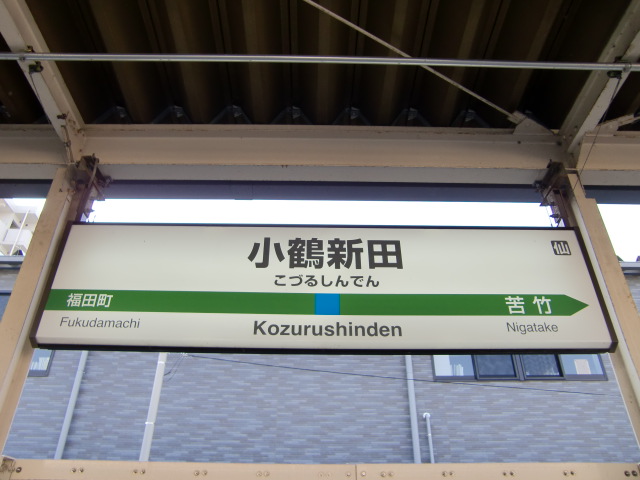 小鶴新田
仙
こづるしんでん
福田町
苦竹
Fukudamachi
Kozurushinden
Nigatake